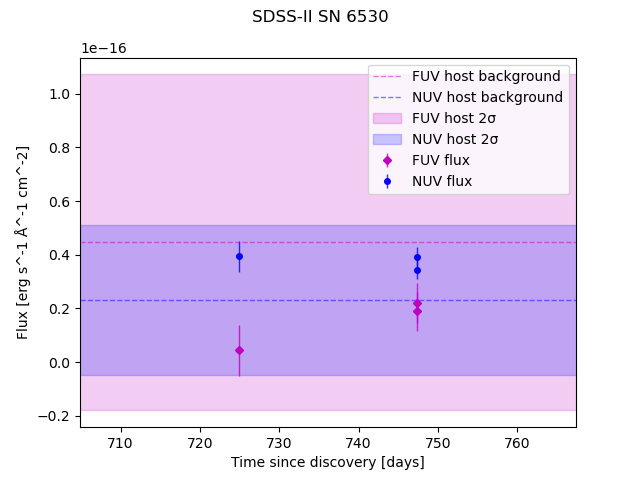 SDSS-II SN 6530
1e−16
FUV host background
NUV host background
FUV host 2σ
NUV host 2σ
FUV flux
NUV flux
1.0
0.8
0.6
0.4
0.2
0.0
−0.2
Flux [erg s^-1 Å^-1 cm^-2]
710 720 730 740 750 760
Time since discovery [days]